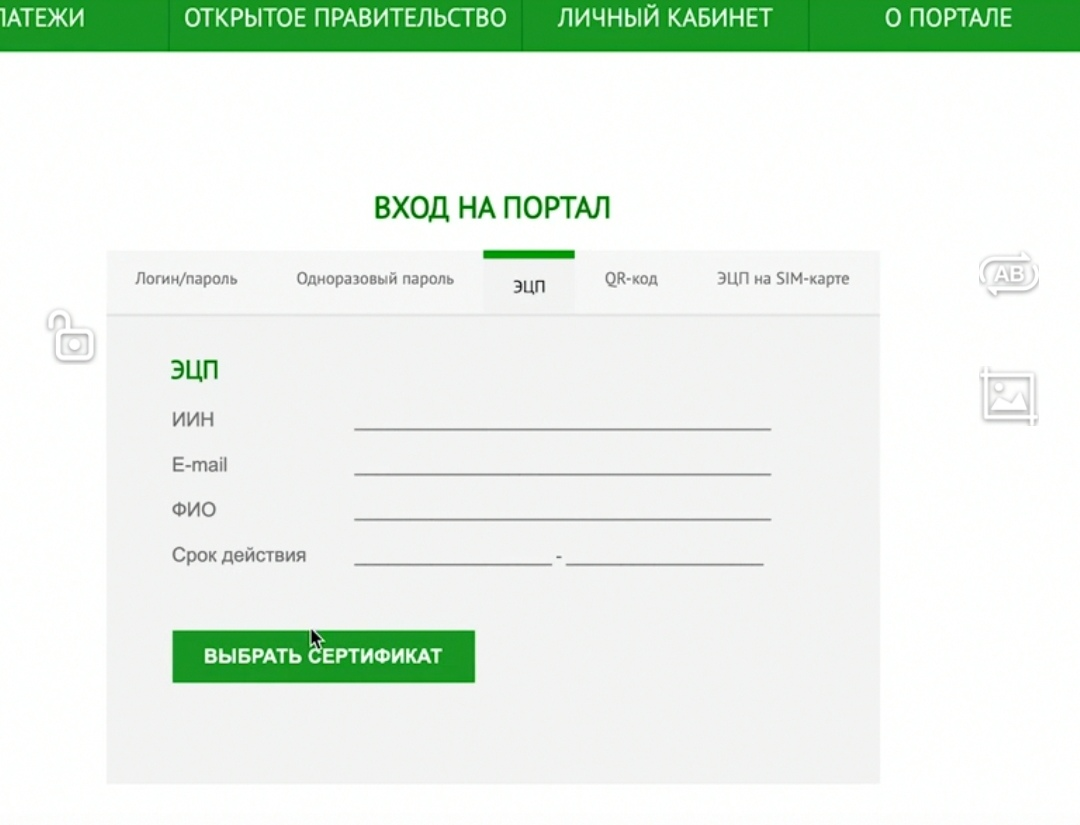 ОТКРЫТОЕ ПРАВИТЕЛЬСТВО ЛИЧНЫЙ КАБИНЕТ О ПОРТАЛЕ
ВХОД НА ПОРТАЛ
Логин/пароль Одноразовый пароль ЭЦП QR-код ЭЦП на SIM-карте
AB
ЭЦП
ИИН
E-mail
ФИО
Срок действия -
ВЫБРАТЬ СЕРТИФИКАТ